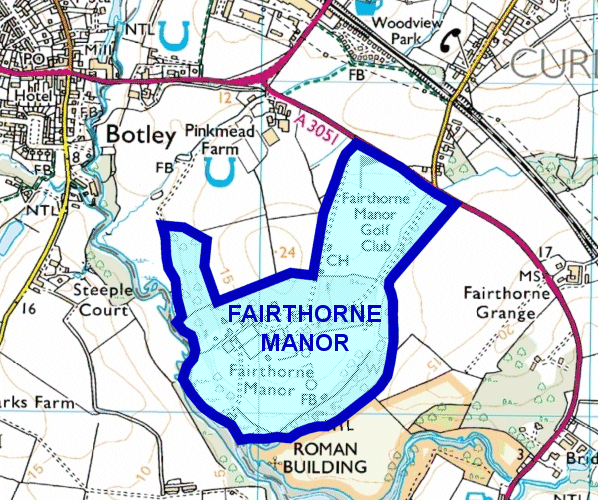 NTL
Woodview
Park
PO
Mill
FB
CURI
Hotel
12
A 3051
FB
Botley
Pinkmead
Farm
8
FB
FB
Fairthorne
Manor
Golf
Club
NTL
15
24
17
CH
MS
Steeple
Court
Fairthorne
Grange
16
FAIRTHORNE
MANOR
15
Fairthorne
Manor
W
FB
arks Farm
NTL
ROMAN
BUILDING
3
Brid
15
NTL